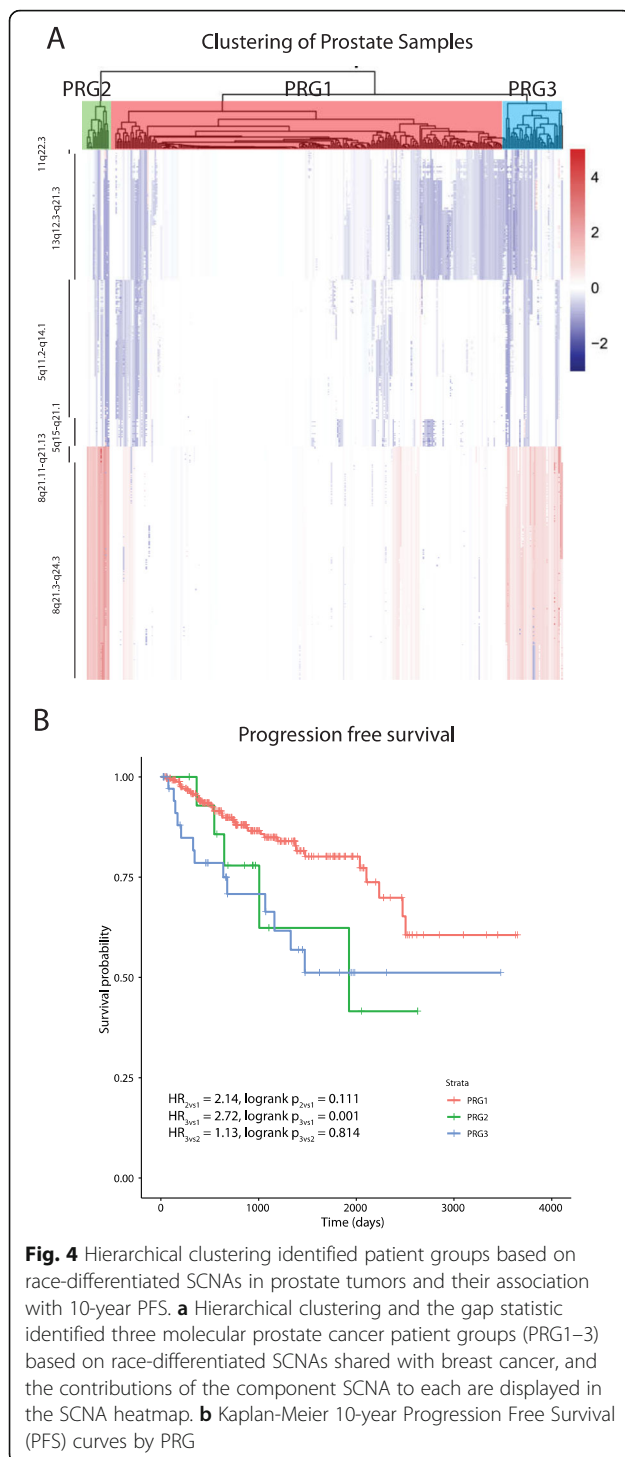 A
Clustering of Prostate Samples
PRG2
PRG1
PRG3
11q22.3
13q12.3-q21.3
5q11.2-q14.1
5q15-q21.1
8q21.11-q21.13
8q21.3-q24.3
4
2
0
−2
B
Progression free survival
1.00
0.75
0.50
0.25
0.00
Survival probability
HR2vs1 = 2.14, logrank p2vs1 = 0.111
HR3vs1 = 2.72, logrank p3vs1 = 0.001
HR3vs2 = 1.13, logrank p3vs2 = 0.814
Strata
PRG1
PRG2
PRG3
0 1000 2000 3000 4000
Time (days)
Fig. 4 Hierarchical clustering identified patient groups based on
race-differentiated SCNAs in prostate tumors and their association
with 10-year PFS. a Hierarchical clustering and the gap statistic
identified three molecular prostate cancer patient groups (PRG1–3)
based on race-differentiated SCNAs shared with breast cancer, and
the contributions of the component SCNA to each are displayed in
the SCNA heatmap. b Kaplan-Meier 10-year Progression Free Survival
(PFS) curves by PRG